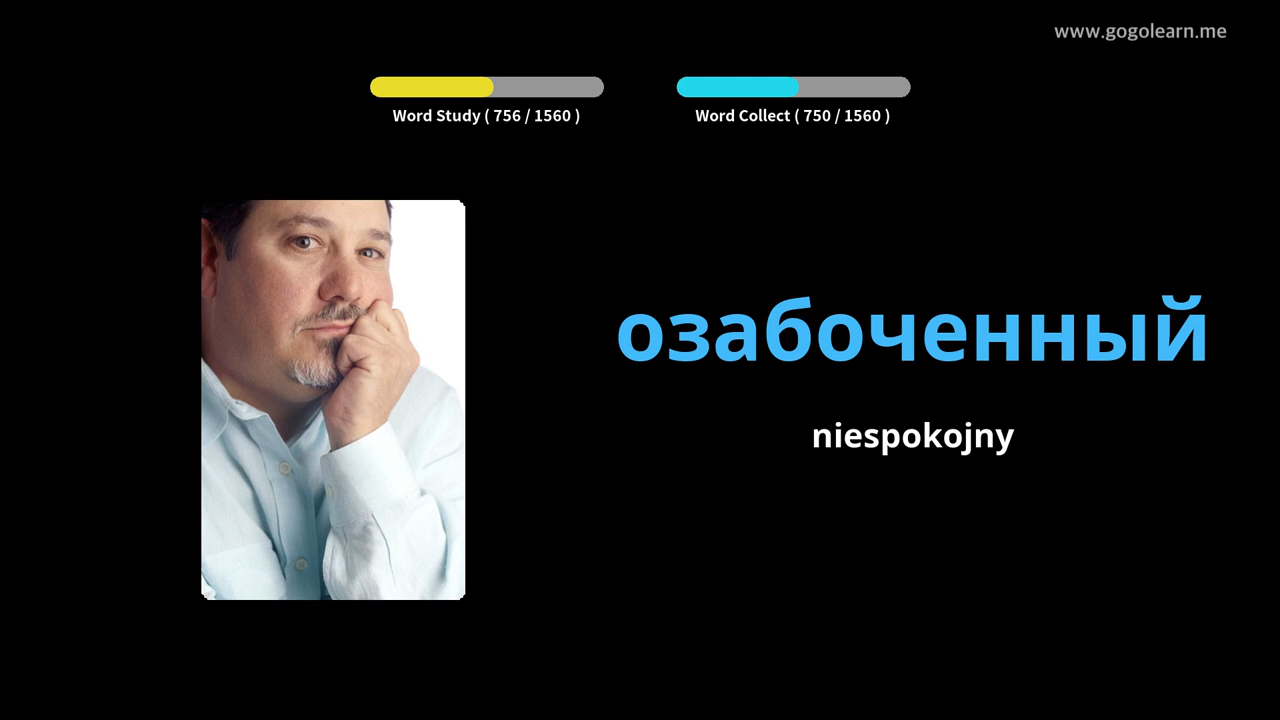 www.gogolearn.me
Word Study ( 756 / 1560 )
Word Collect ( 750 / 1560 )
озабоченный
niespokojny